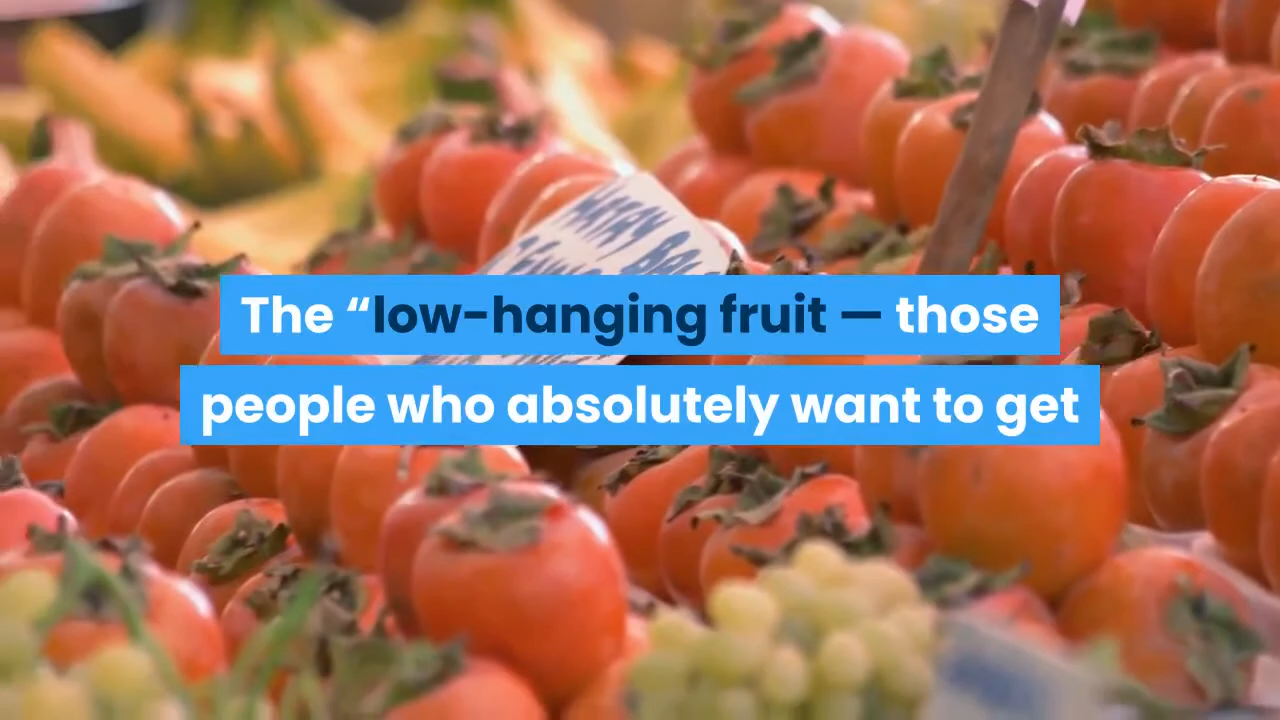 The “low-hanging fruit — those
people who absolutely want to get